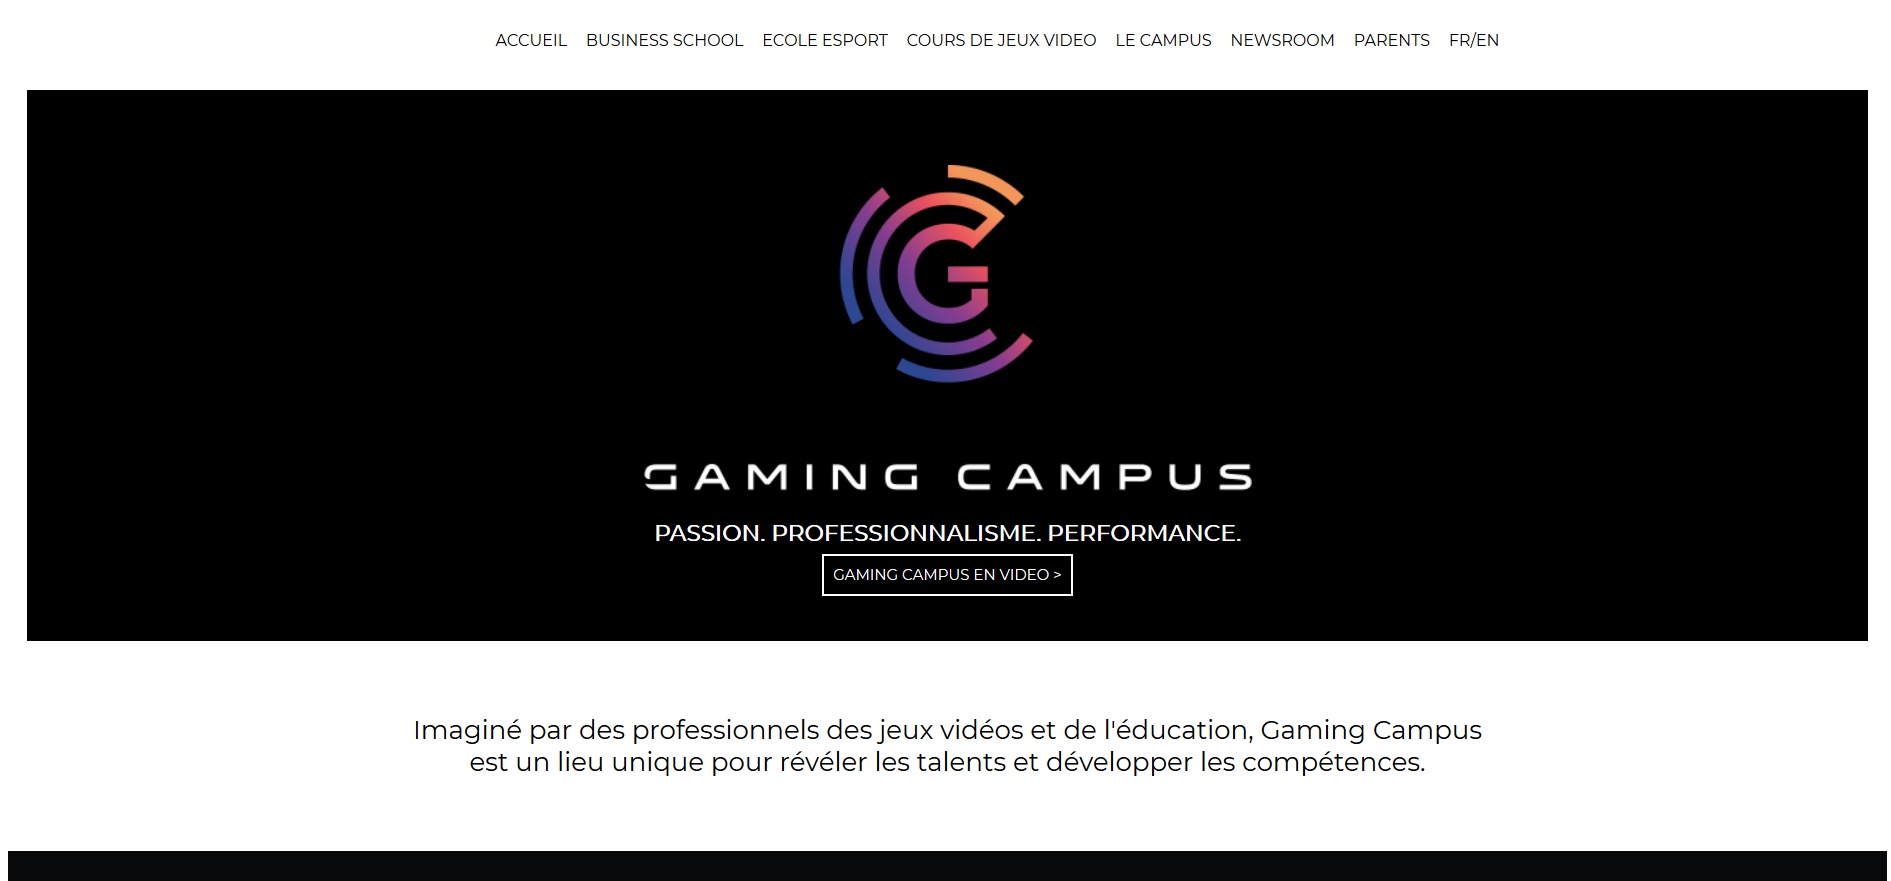 ACCUEIL BUSINESS SCHOOL ECOLE ESPORT COURS DE JEUX VIDEO LE CAMPUS NEWSROOM PARENTS FR/EN
GAMING CAMPUS
PASSION. PROFESSIONNALISME. PERFORMANCE.
GAMING CAMPUS EN VIDEO >
Imaginé par des professionnels des jeux vidéos et de l'éducation, Gaming Campus
est un lieu unique pour révéler les talents et développer les compétences.